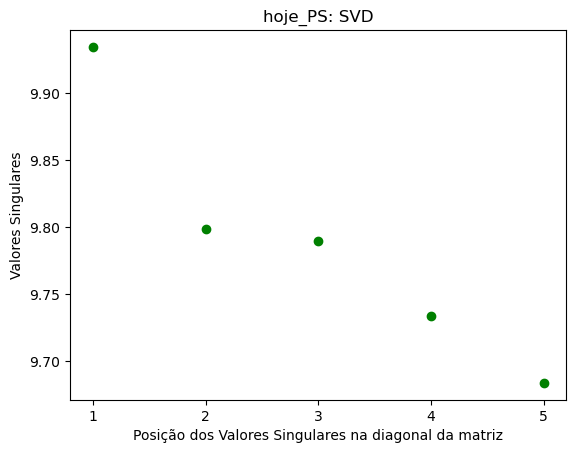 hoje_PS: SVD
Valores Singulares
9.90
9.85
9.80
9.75
9.70
1 2 3 4 5
Posição dos Valores Singulares na diagonal da matriz